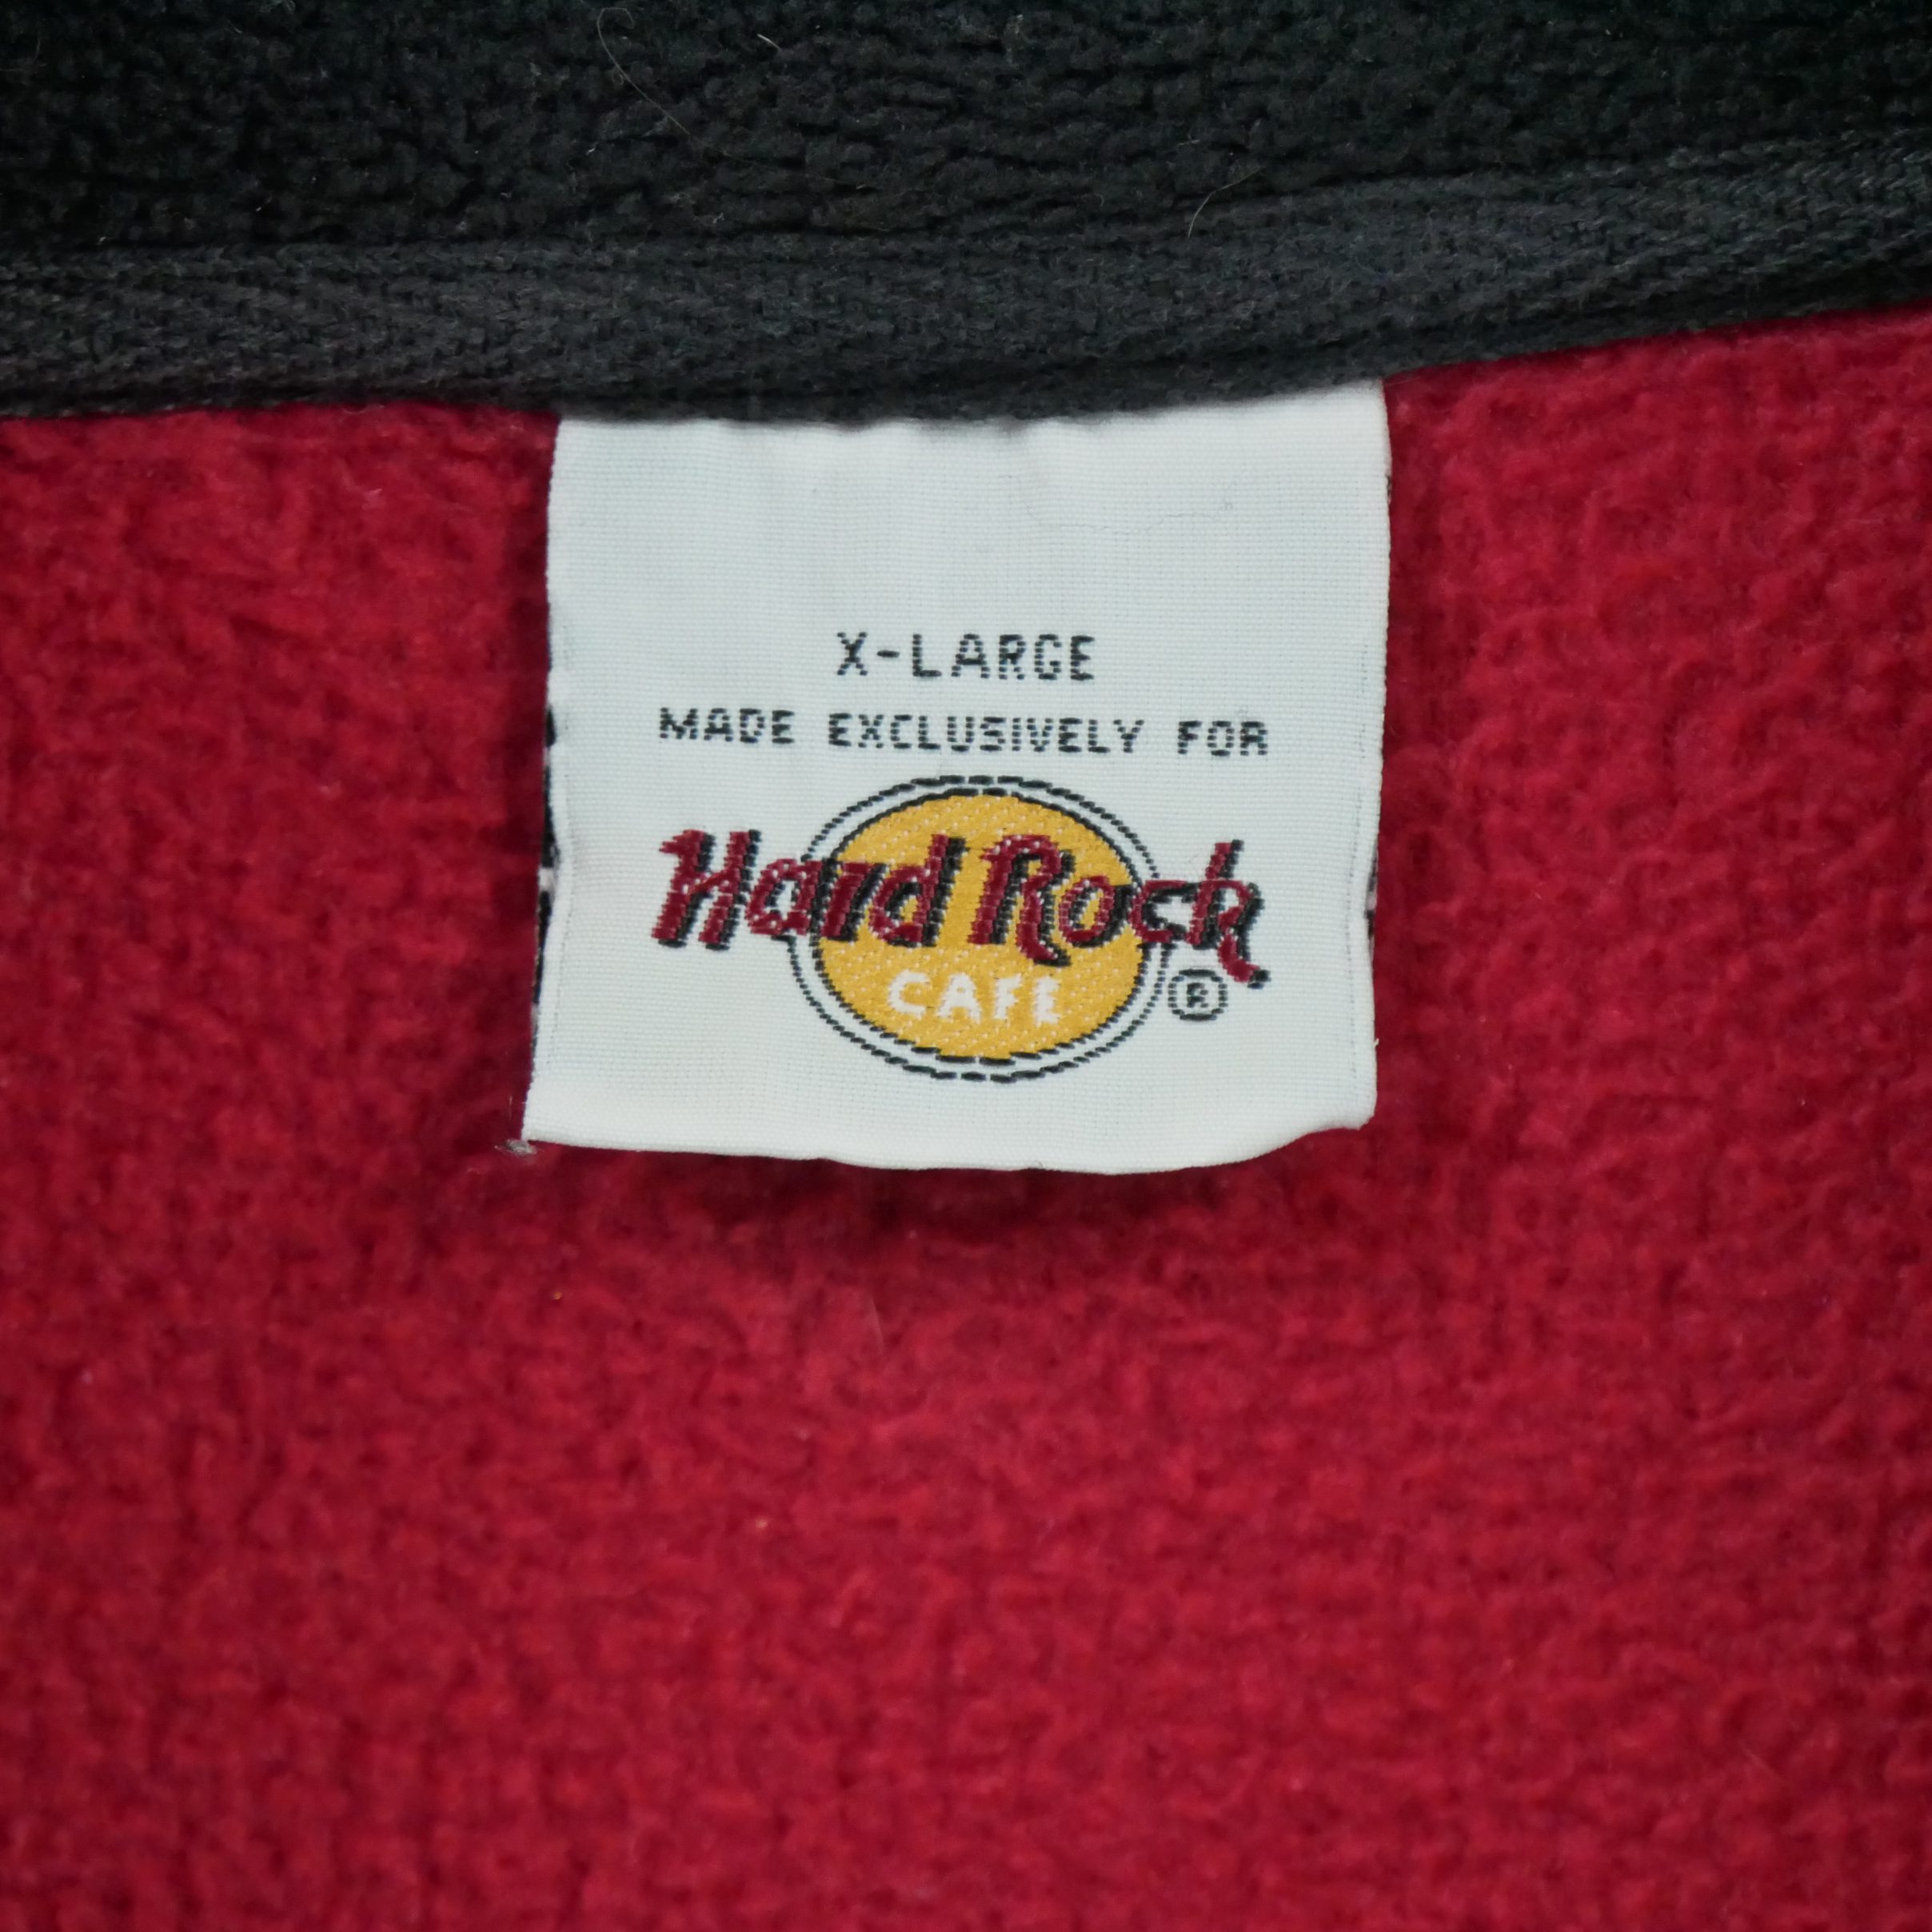 X-LARGE
MADE EXCLUSIVELY FOR
Hard Rock
CAFE
®